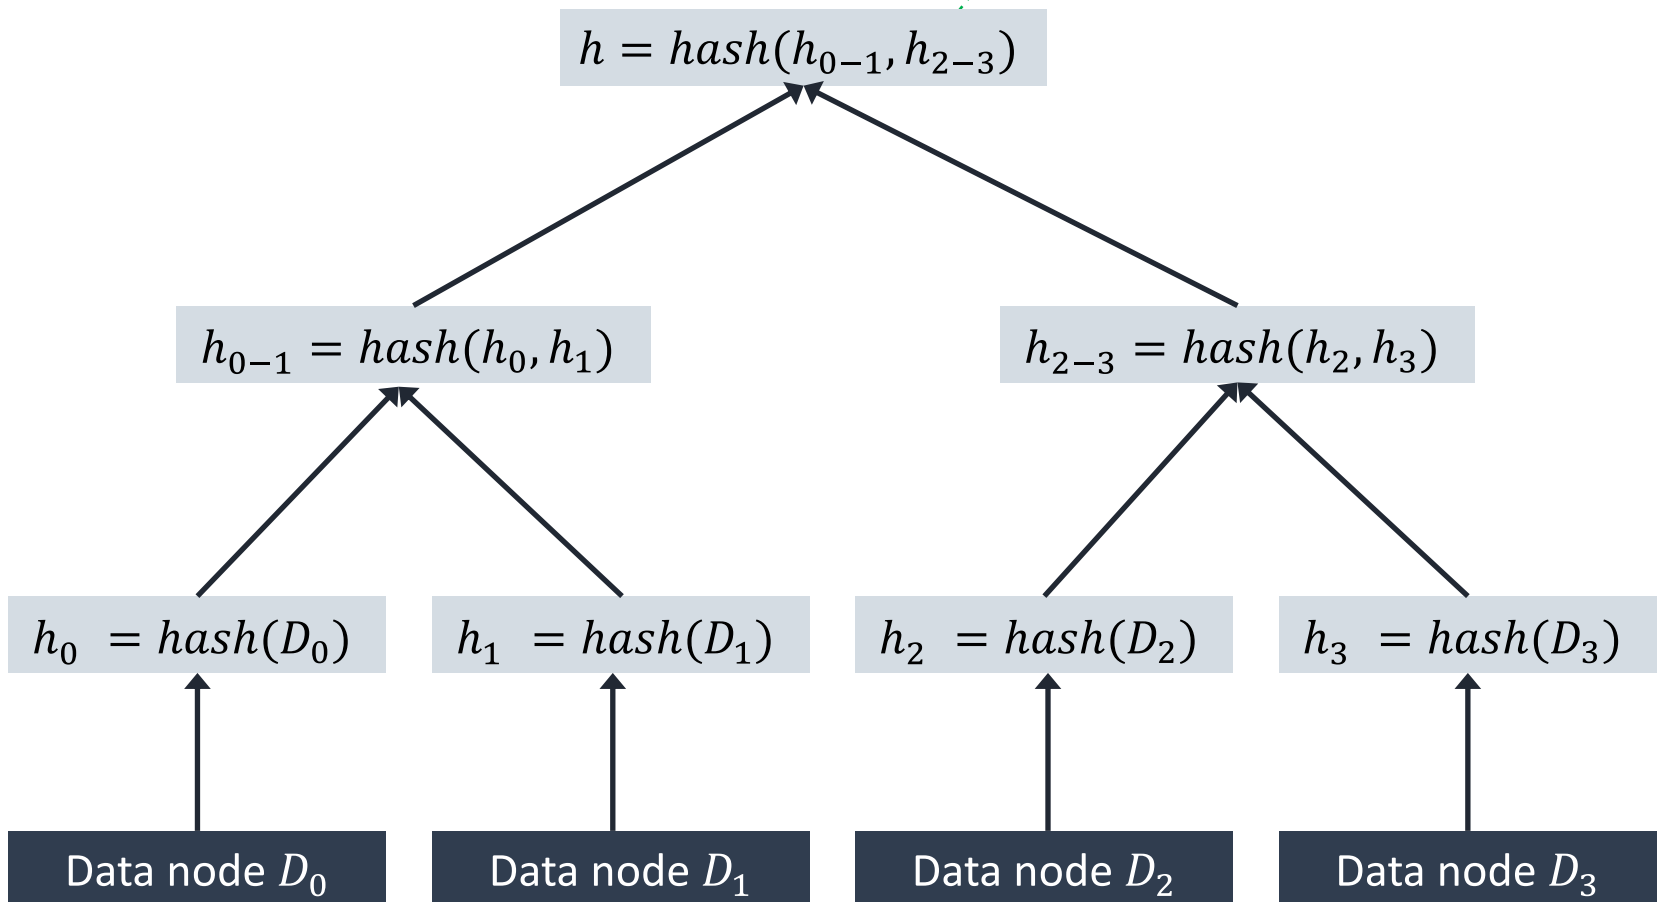 h = hash(h₀₋₁, h₂₋₃)
h₀₋₁ = hash(h₀, h₁)
h₂₋₃ = hash(h₂, h₃)
h₀ = hash(D₀)
h₁ = hash(D₁)
h₂ = hash(D₂)
h₃ = hash(D₃)
Data node D₀
Data node D₁
Data node D₂
Data node D₃